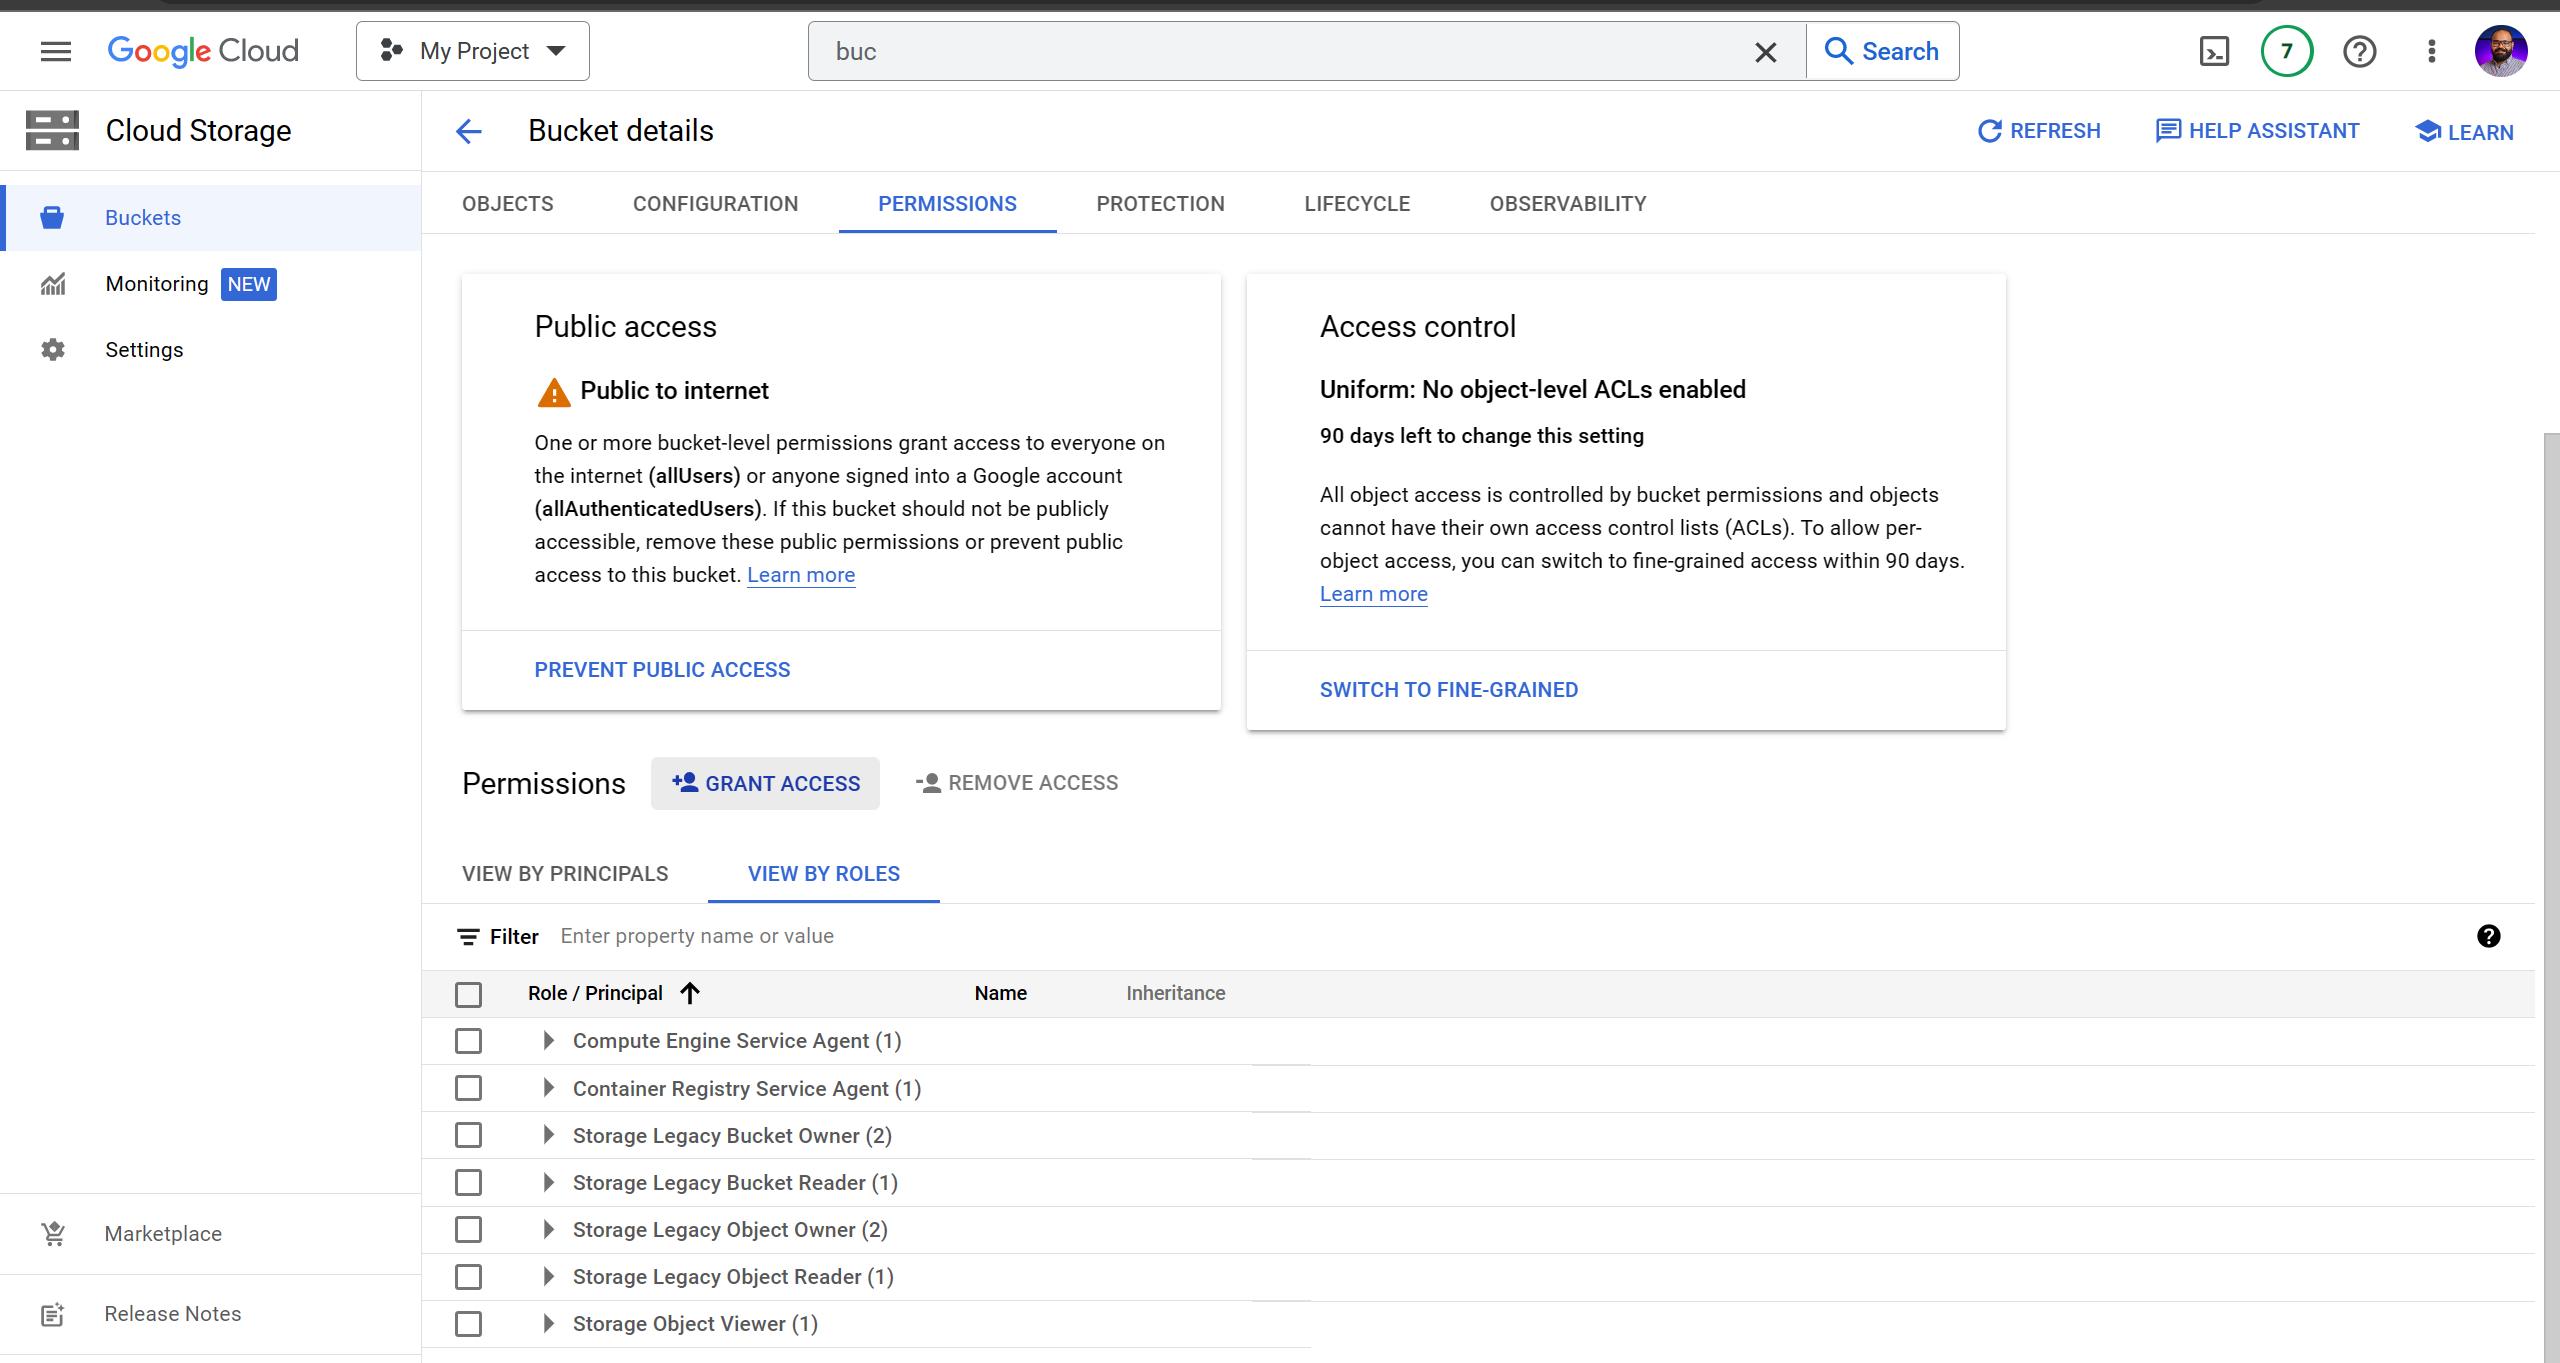 Google Cloud
My Project
buc
Search
7
Cloud Storage
Bucket details
REFRESH
HELP ASSISTANT
LEARN
Buckets
Monitoring NEW
Settings
Marketplace
Release Notes
OBJECTS
CONFIGURATION
PERMISSIONS
PROTECTION
LIFECYCLE
OBSERVABILITY
Public access
Public to internet
One or more bucket-level permissions grant access to everyone on
the internet (allUsers) or anyone signed into a Google account
(allAuthenticatedUsers). If this bucket should not be publicly
accessible, remove these public permissions or prevent public
access to this bucket. Learn more
PREVENT PUBLIC ACCESS
Access control
Uniform: No object-level ACLs enabled
90 days left to change this setting
All object access is controlled by bucket permissions and objects
cannot have their own access control lists (ACLs). To allow per-
object access, you can switch to fine-grained access within 90 days.
Learn more
SWITCH TO FINE-GRAINED
Permissions
GRANT ACCESS
REMOVE ACCESS
VIEW BY PRINCIPALS
VIEW BY ROLES
Filter Enter property name or value
Role / Principal Name Inheritance
Compute Engine Service Agent (1)
Container Registry Service Agent (1)
Storage Legacy Bucket Owner (2)
Storage Legacy Bucket Reader (1)
Storage Legacy Object Owner (2)
Storage Legacy Object Reader (1)
Storage Object Viewer (1)